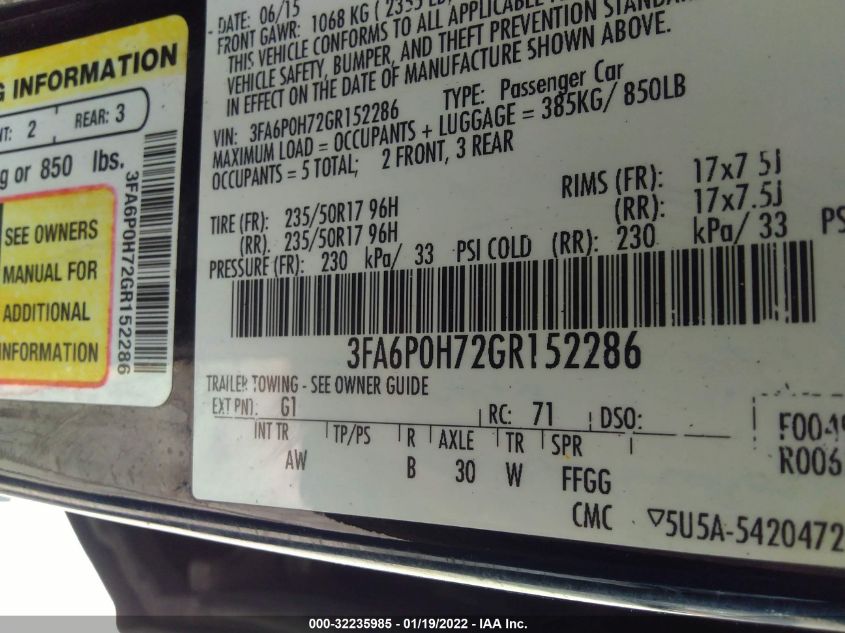 G INFORMATION
NT: 2 REAR: 3
g or 850 lbs.
SEE OWNERS
MANUAL FOR
ADDITIONAL
INFORMATION
3FA6P0H72GR152286
DATE: 06/15
FRONT GAWR: 1068 KG
THIS VEHICLE CONFORMS TO ALL APPLICABLE
VEHICLE SAFETY, BUMPER, AND THEFT PREVENTION
IN EFFECT ON THE DATE OF MANUFACTURE SHOWN ABOVE.
VIN: 3FA6P0H72GR152286 TYPE: Passenger Car
MAXIMUM LOAD = OCCUPANTS + LUGGAGE = 385KG/ 850LB
OCCUPANTS = 5 TOTAL; 2 FRONT, 3 REAR
TIRE (FR): 235/50R17 96H RIMS (FR): 17x7.5J
(RR): 235/50R17 96H (RR): 17x7.5J
PRESSURE (FR): 230 kPa/ 33 PSI COLD (RR): 230 kPa/ 33 PS
3FA6P0H72GR152286
TRAILER TOWING - SEE OWNER GUIDE
EXT PNT: G1 RC: 71 DSO:
INT TR TP/PS R AXLE TR SPR
AW B 30 W FFGG
F004
R006
CMC ▽5U5A-5420472
000-32235985 - 01/19/2022 - IAA Inc.